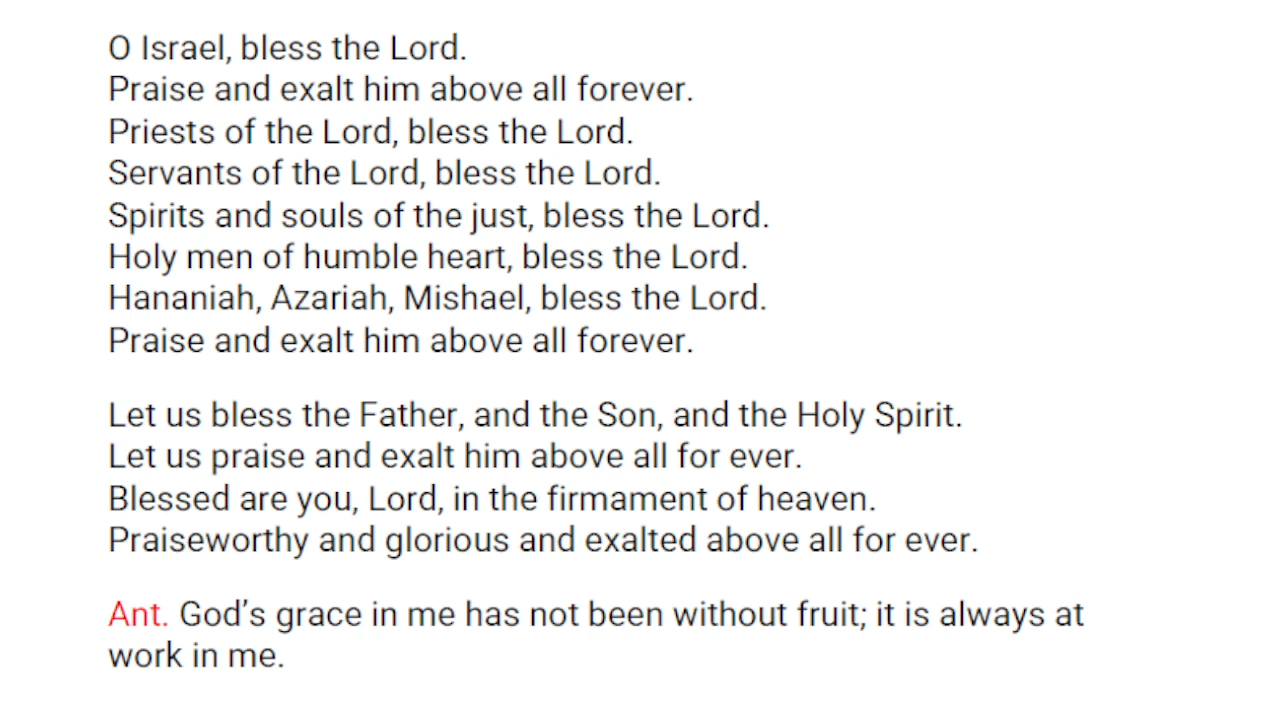 O Israel, bless the Lord.
Praise and exalt him above all forever.
Priests of the Lord, bless the Lord.
Servants of the Lord, bless the Lord.
Spirits and souls of the just, bless the Lord.
Holy men of humble heart, bless the Lord.
Hananiah, Azariah, Mishael, bless the Lord.
Praise and exalt him above all forever.
Let us bless the Father, and the Son, and the Holy Spirit.
Let us praise and exalt him above all for ever.
Blessed are you, Lord, in the firmament of heaven.
Praiseworthy and glorious and exalted above all for ever.
Ant. God’s grace in me has not been without fruit; it is always at
work in me.